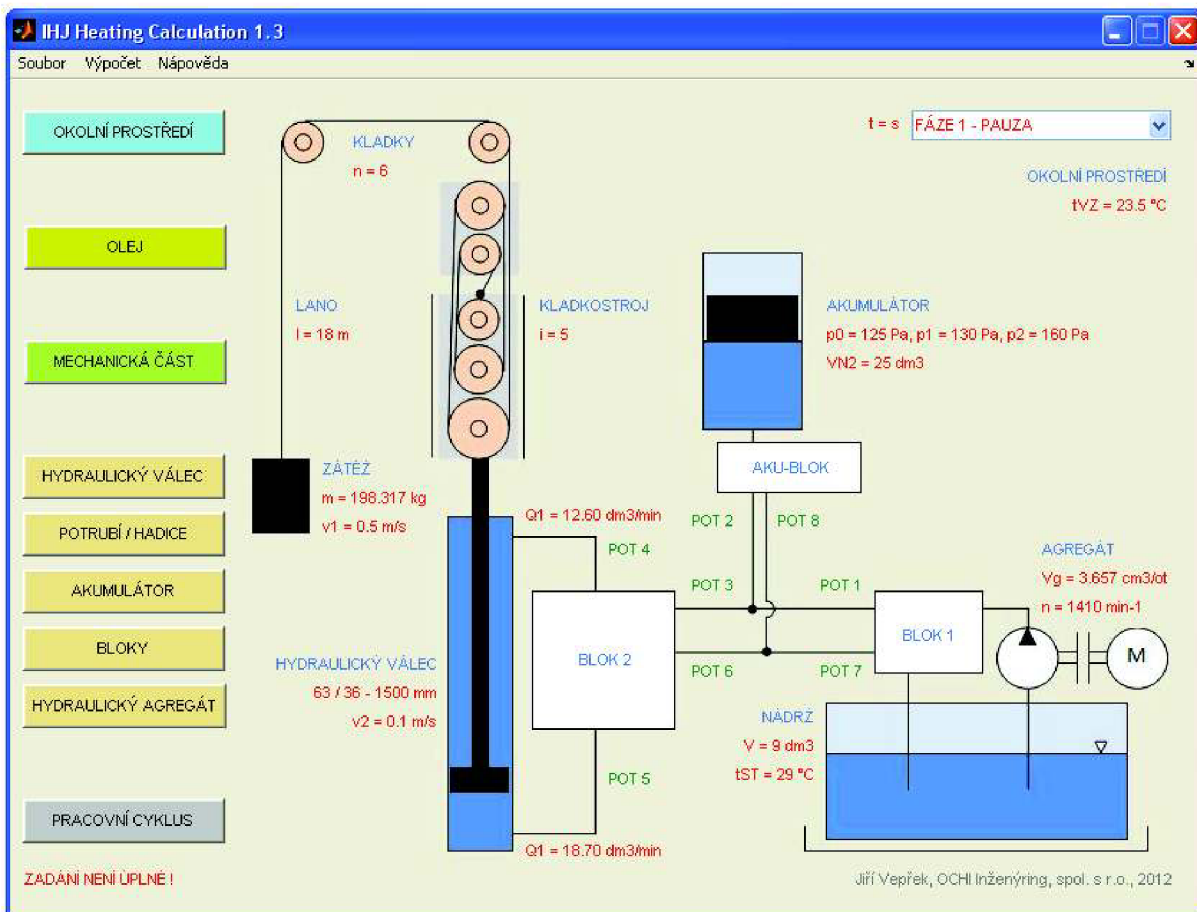 IHJ Heating Calculation 1.3
Soubor Výpočet Nápověda
OKOLNÍ PROSTŘEDÍ
OLEJ
MECHANICKÁ ČÁST
HYDRAULICKÝ VÁLEC
POTRUBÍ / HADICE
AKUMULÁTOR
BLOKY
HYDRAULICKÝ AGREGÁT
PRACOVNÍ CYKLUS
ZADÁNÍ NENÍ ÚPLNÉ !
KLADKY
n = 6
t = s FÁZE 1 - PAUZA
OKOLNÍ PROSTŘEDÍ
tVZ = 23.5 °C
LANO
l = 18 m
KLADKOSTROJ
i = 5
AKUMULÁTOR
p0 = 125 Pa, p1 = 130 Pa, p2 = 160 Pa
VN2 = 25 dm3
AKU-BLOK
ZÁTĚŽ
m = 198.317 kg
v1 = 0.5 m/s
Q1 = 12.60 dm3/min
POT 2
POT 8
POT 4
POT 3
POT 1
AGREGÁT
Vg = 3.657 cm3/ot
n = 1410 min-1
BLOK 1
M
BLOK 2
HYDRAULICKÝ VÁLEC
63 / 36 - 1500 mm
v2 = 0.1 m/s
POT 6
POT 7
NÁDRŽ
V = 9 dm3
tST = 29 °C
POT 5
Q1 = 18.70 dm3/min
Jiří Vepřek, OCHI Inženýring, spol. s r.o., 2012